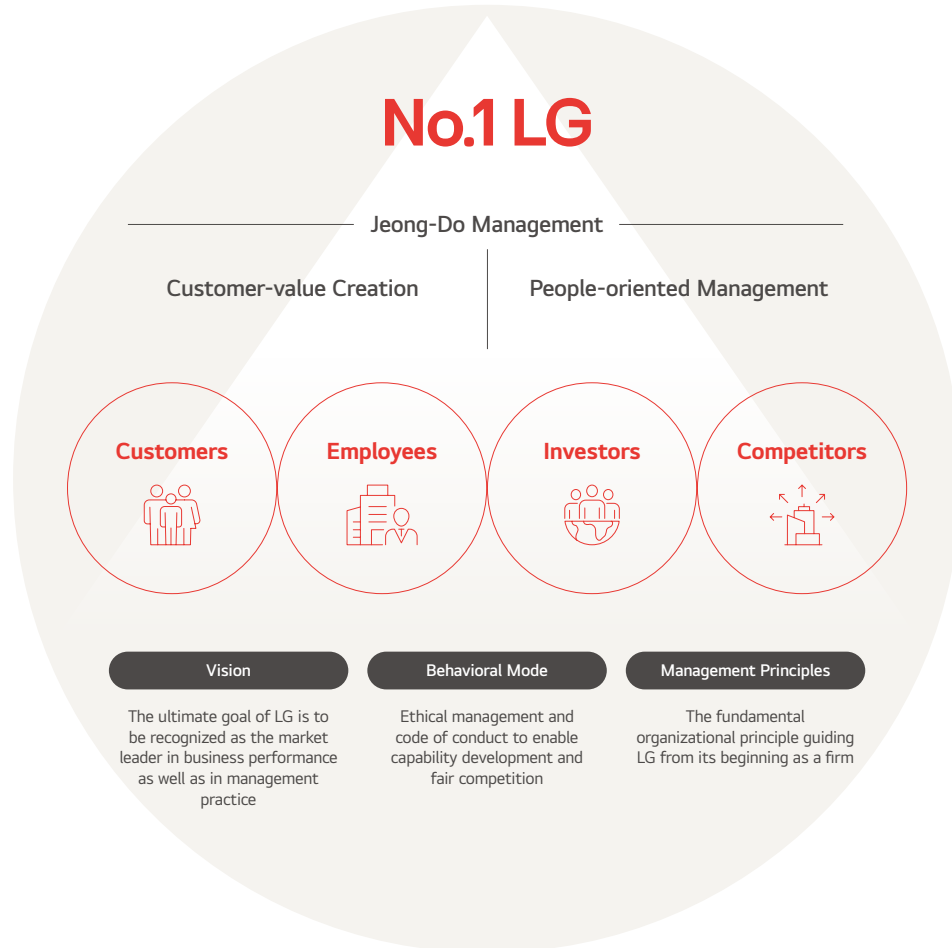 No.1 LG
Jeong-Do Management
Customer-value Creation
People-oriented Management
Customers
Employees
Investors
Competitors
Vision
The ultimate goal of LG is to
be recognized as the market
leader in business performance
as well as in management
practice
Behavioral Mode
Ethical management and
code of conduct to enable
capability development and
fair competition
Management Principles
The fundamental
organizational principle guiding
LG from its beginning as a firm